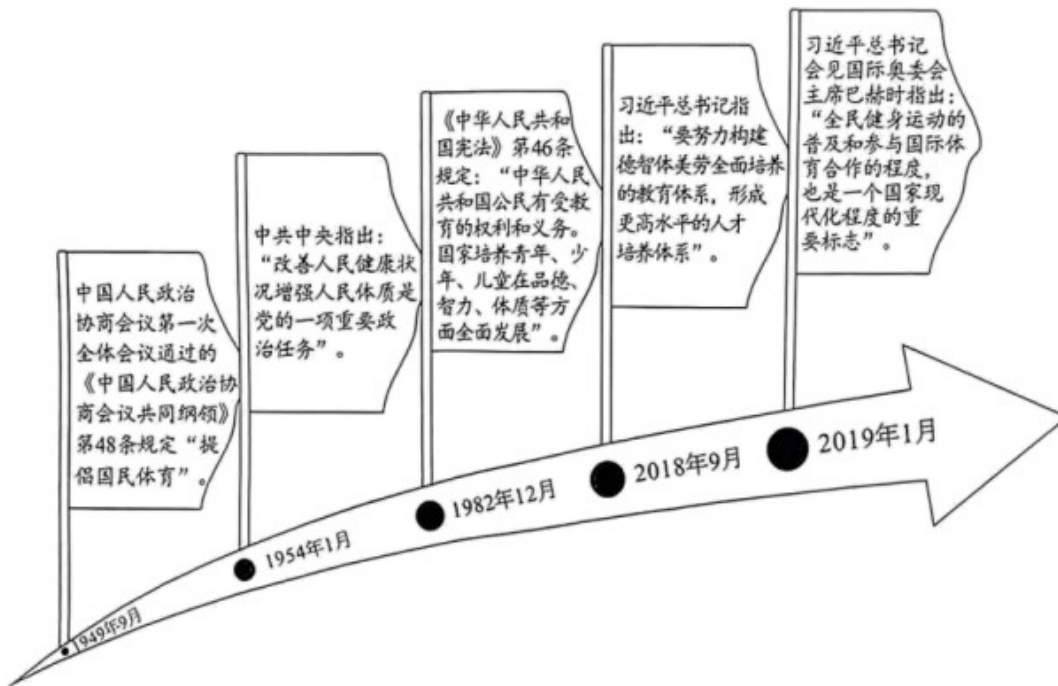 中国人民政治
协商会议第一次
全体会议通过的
《中国人民政治协
商会议共同纲领》
第48条规定“提
倡国民体育”。
1949年9月
中共中央指出：
“改善人民健康状
况增强人民体质是
党的一项重要政
治任务”。
1954年1月
《中华人民共和
国宪法》第46条
规定：“中华人民
共和国公民有受教
育的权利和义务。
国家培养青年、少
年、儿童在品德、
智力、体质等方
面全面发展”。
1982年12月
习近平总书记指
出：“要努力构建
德智体美劳全面培养
的教育体系，形成
更高水平的人才
培养体系”。
2018年9月
习近平总书记
会见国际奥委会
主席巴赫时指出：
“全民健身运动的
普及和参与国际体
育合作的程度，
也是一个国家现
代化程度的重
要标志”。
2019年1月